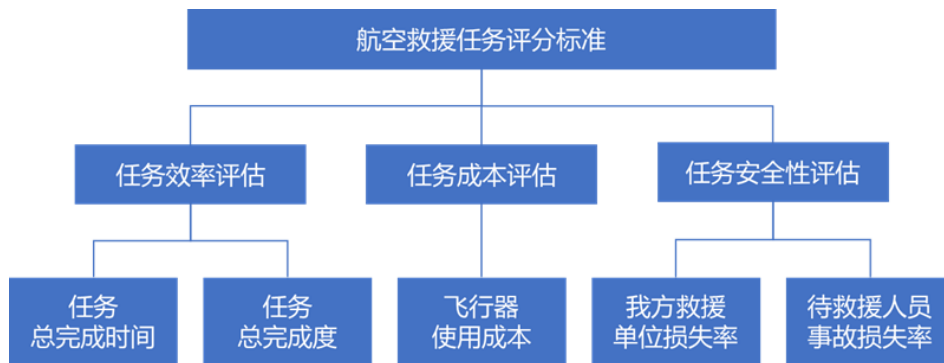 航空救援任务评分标准
任务效率评估
任务成本评估
任务安全性评估
任务
总完成时间
任务
总完成度
飞行器
使用成本
我方救援
单位损失率
待救援人员
事故损失率